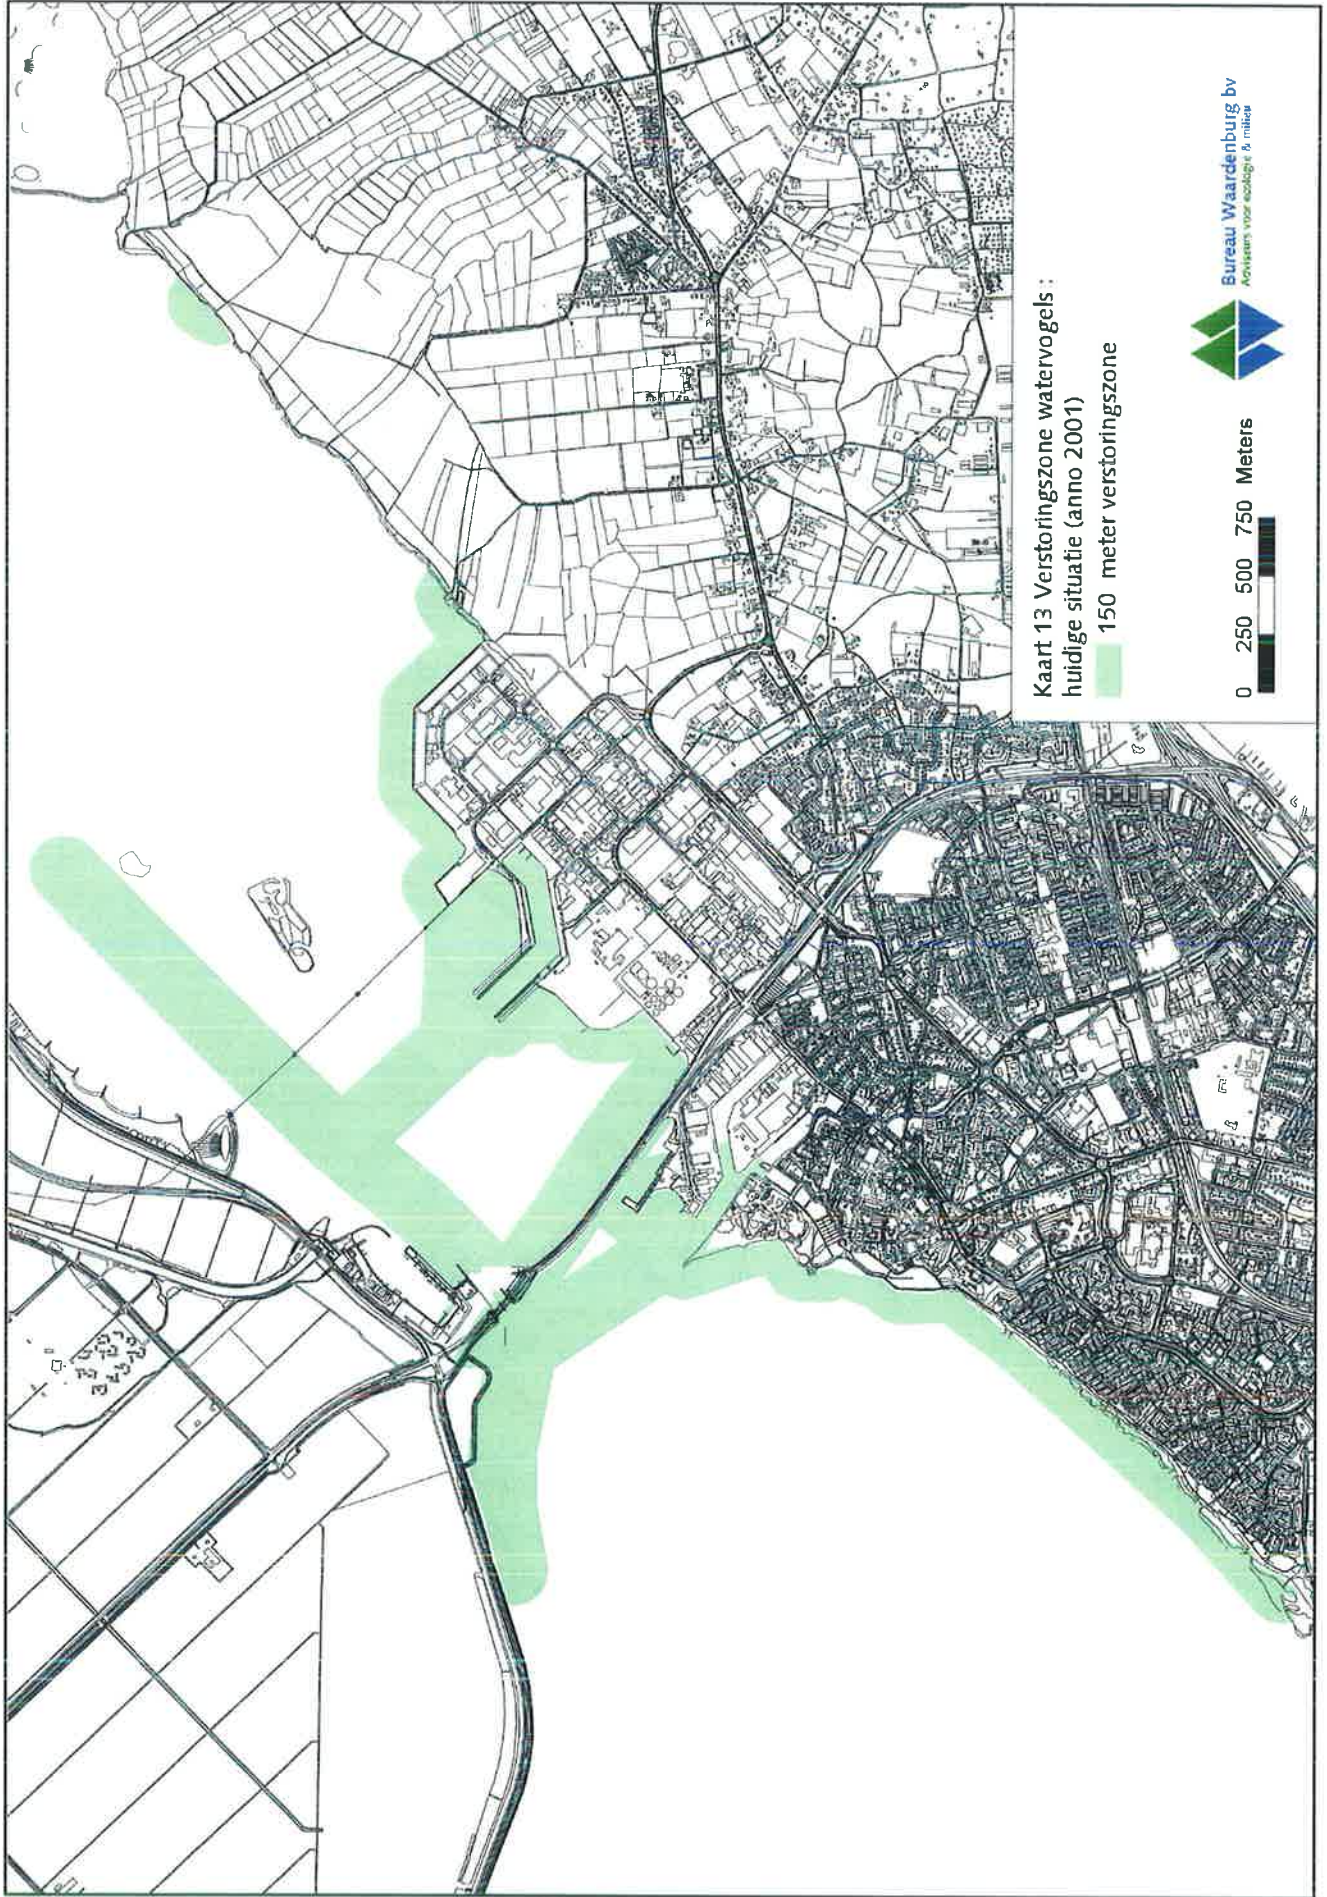 Kaart 13 Verstoringszone watervogels :
huidige situatie (anno 2001)
150 meter verstoringszone
0 250 500 750 Meters
Bureau Waardenburg bv
Adviseurs voor ecologie & milieu